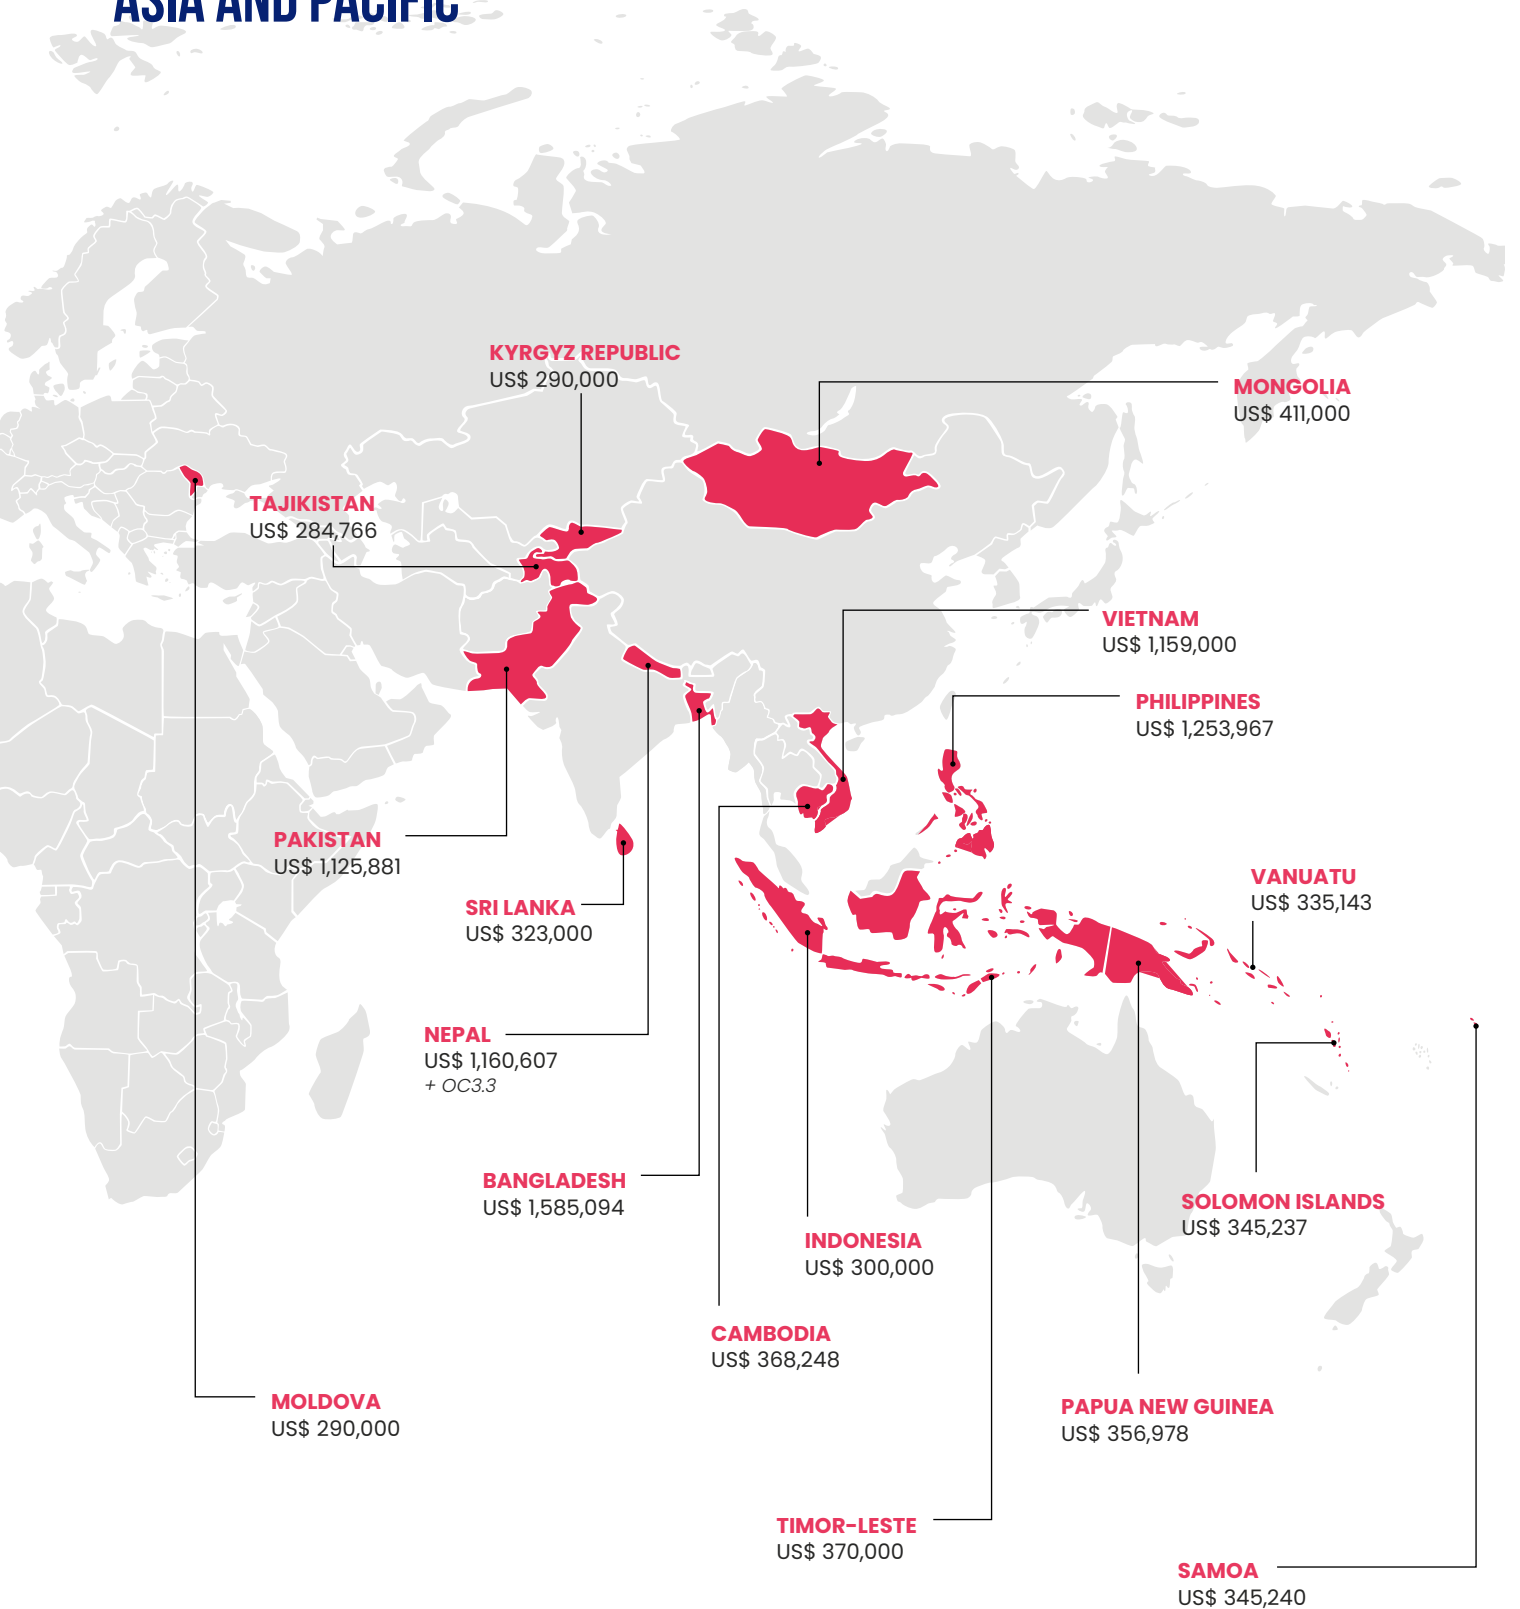 ASIA AND PACIFIC
KYRGYZ REPUBLIC
US$ 290,000
MONGOLIA
US$ 411,000
TAJIKISTAN
US$ 284,766
VIETNAM
US$ 1,159,000
PHILIPPINES
US$ 1,253,967
PAKISTAN
US$ 1,125,881
VANUATU
US$ 335,143
SRI LANKA
US$ 323,000
NEPAL
US$ 1,160,607
+ OC3.3
BANGLADESH
US$ 1,585,094
SOLOMON ISLANDS
US$ 345,237
INDONESIA
US$ 300,000
CAMBODIA
US$ 368,248
MOLDOVA
US$ 290,000
PAPUA NEW GUINEA
US$ 356,978
TIMOR-LESTE
US$ 370,000
SAMOA
US$ 345,240